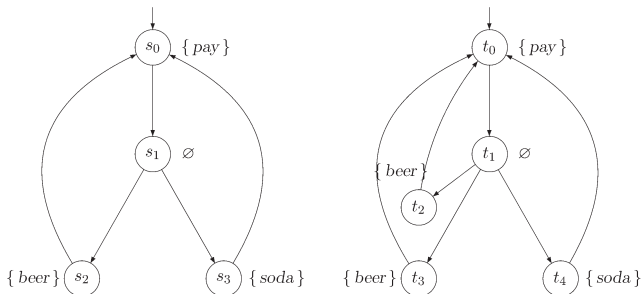 s₀ { pay }
s₁ ∅
{ beer } s₂
s₃ { soda }
t₀ { pay }
t₁ ∅
{ beer }
t₂
{ beer } t₃
t₄ { soda }